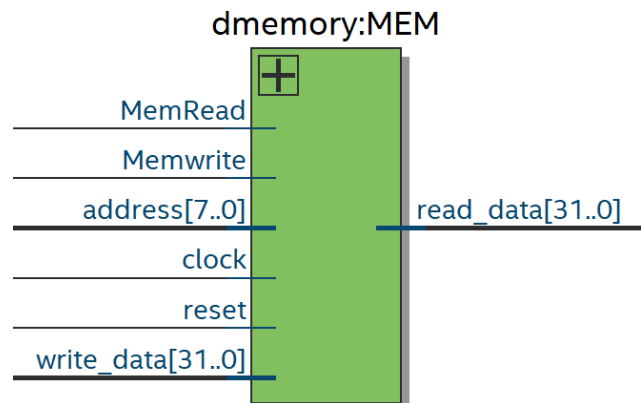 dmemory:MEM
MemRead
Memwrite
address[7..0]
read_data[31..0]
clock
reset
write_data[31..0]